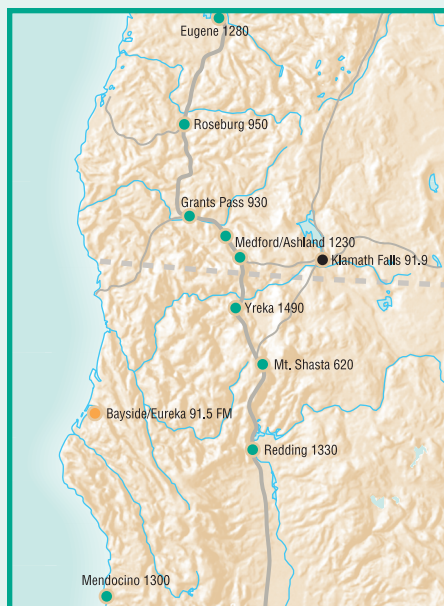 Eugene 1280
Roseburg 950
Grants Pass 930
Medford/Ashland 1230
Klamath Falls 91.9
Yreka 1490
Mt. Shasta 620
Bayside/Eureka 91.5 FM
Redding 1330
Mendocino 1300